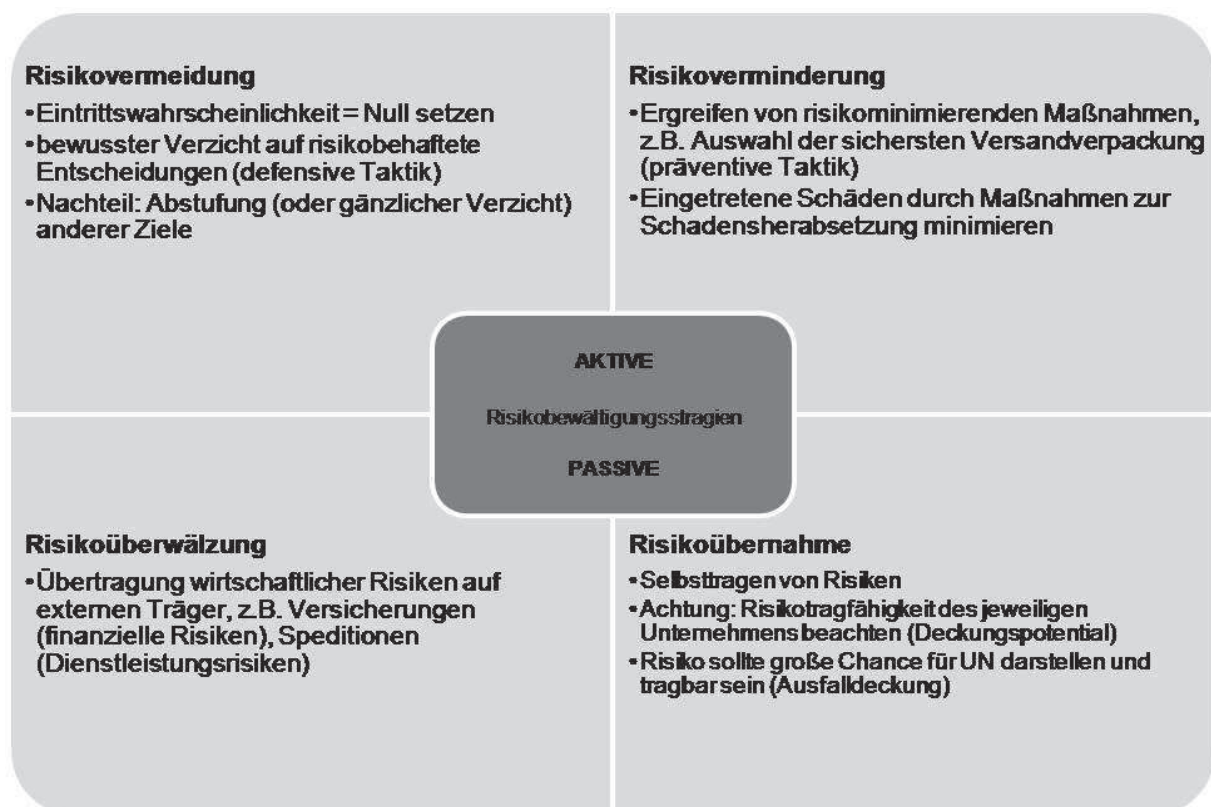 Risikovermeidung
•Eintrittswahrscheinlichkeit = Null setzen
•bewusster Verzicht auf risikobehaftete
Entscheidungen (defensive Taktik)
•Nachteil: Abstufung (oder gänzlicher Verzicht)
anderer Ziele
Risikoverminderung
•Ergreifen von risikominimierenden Maßnahmen,
z.B. Auswahl der sichersten Versandverpackung
(präventive Taktik)
•Eingetretene Schäden durch Maßnahmen zur
Schadensherabsetzung minimieren
AKTIVE
Risikobewältigungsstragien
PASSIVE
Risikoüberwälzung
•Übertragung wirtschaftlicher Risiken auf
externen Träger, z.B. Versicherungen
(finanzielle Risiken), Speditionen
(Dienstleistungsrisiken)
Risikoübernahme
•Selbsttragen von Risiken
•Achtung: Risikotragfähigkeit des jeweiligen
Unternehmens beachten (Deckungspotential)
•Risiko sollte große Chance für UN darstellen und
tragbar sein (Ausfalldeckung)